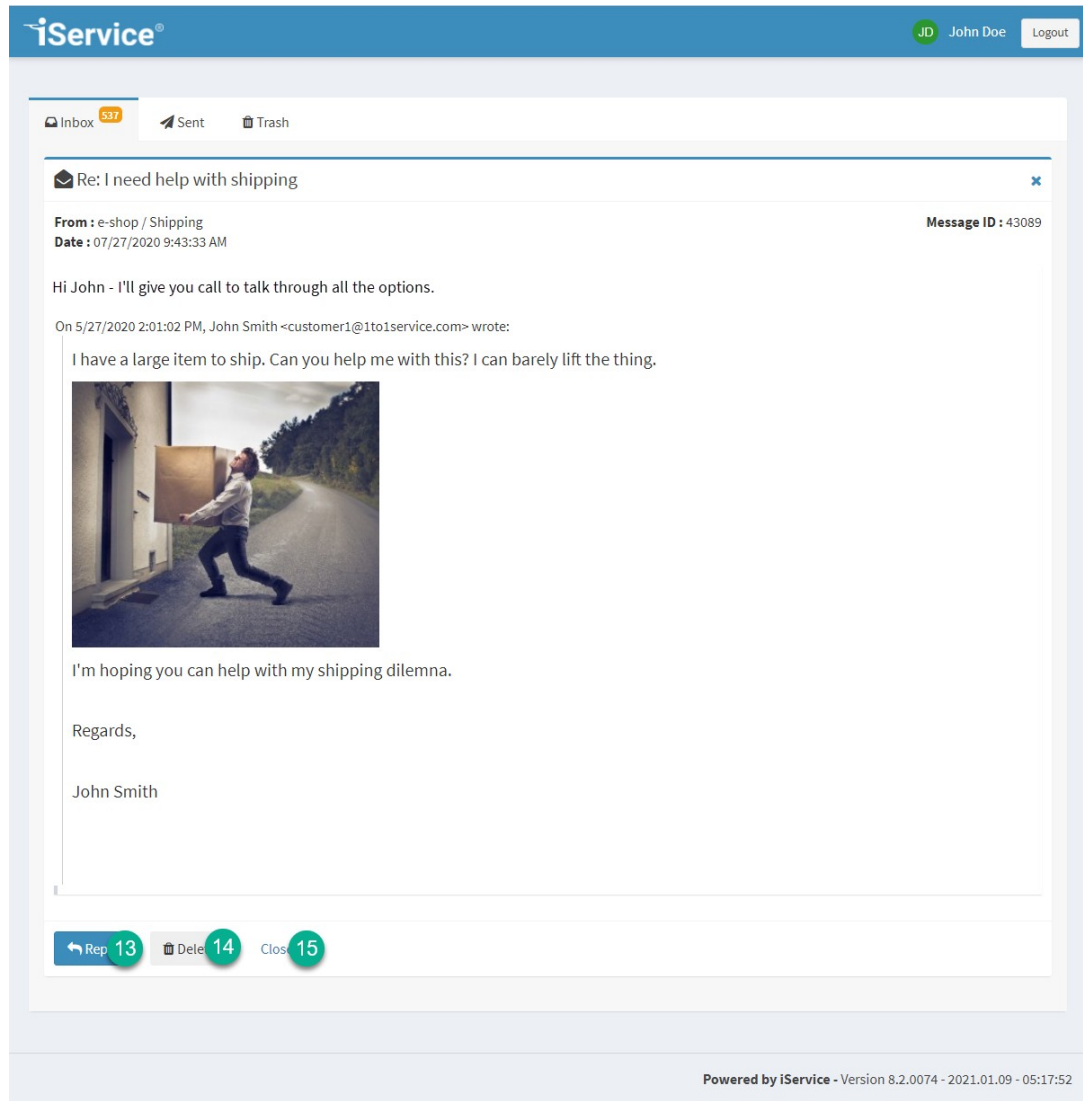 iService®
JD John Doe Logout
Inbox 537 Sent Trash
Re: I need help with shipping
From : e-shop / Shipping Message ID : 43089
Date : 07/27/2020 9:43:33 AM
Hi John - I'll give you call to talk through all the options.
On 5/27/2020 2:01:02 PM, John Smith <customer1@1to1service.com> wrote:
I have a large item to ship. Can you help me with this? I can barely lift the thing.
I'm hoping you can help with my shipping dilemna.
Regards,
John Smith
Rep 13 Dele 14 Close 15
Powered by iService - Version 8.2.0074 - 2021.01.09 - 05:17:52